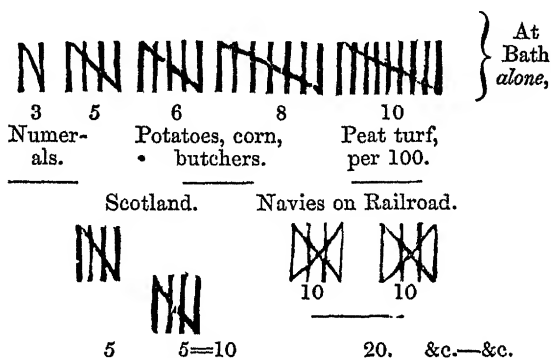 At
Bath
alone,
3 5 6 8 10
Numer- Potatoes, corn, Peat turf,
als. butchers. per 100.
Scotland. Navies on Railroad.
10 10
5 5=10 20. &c.—&c.